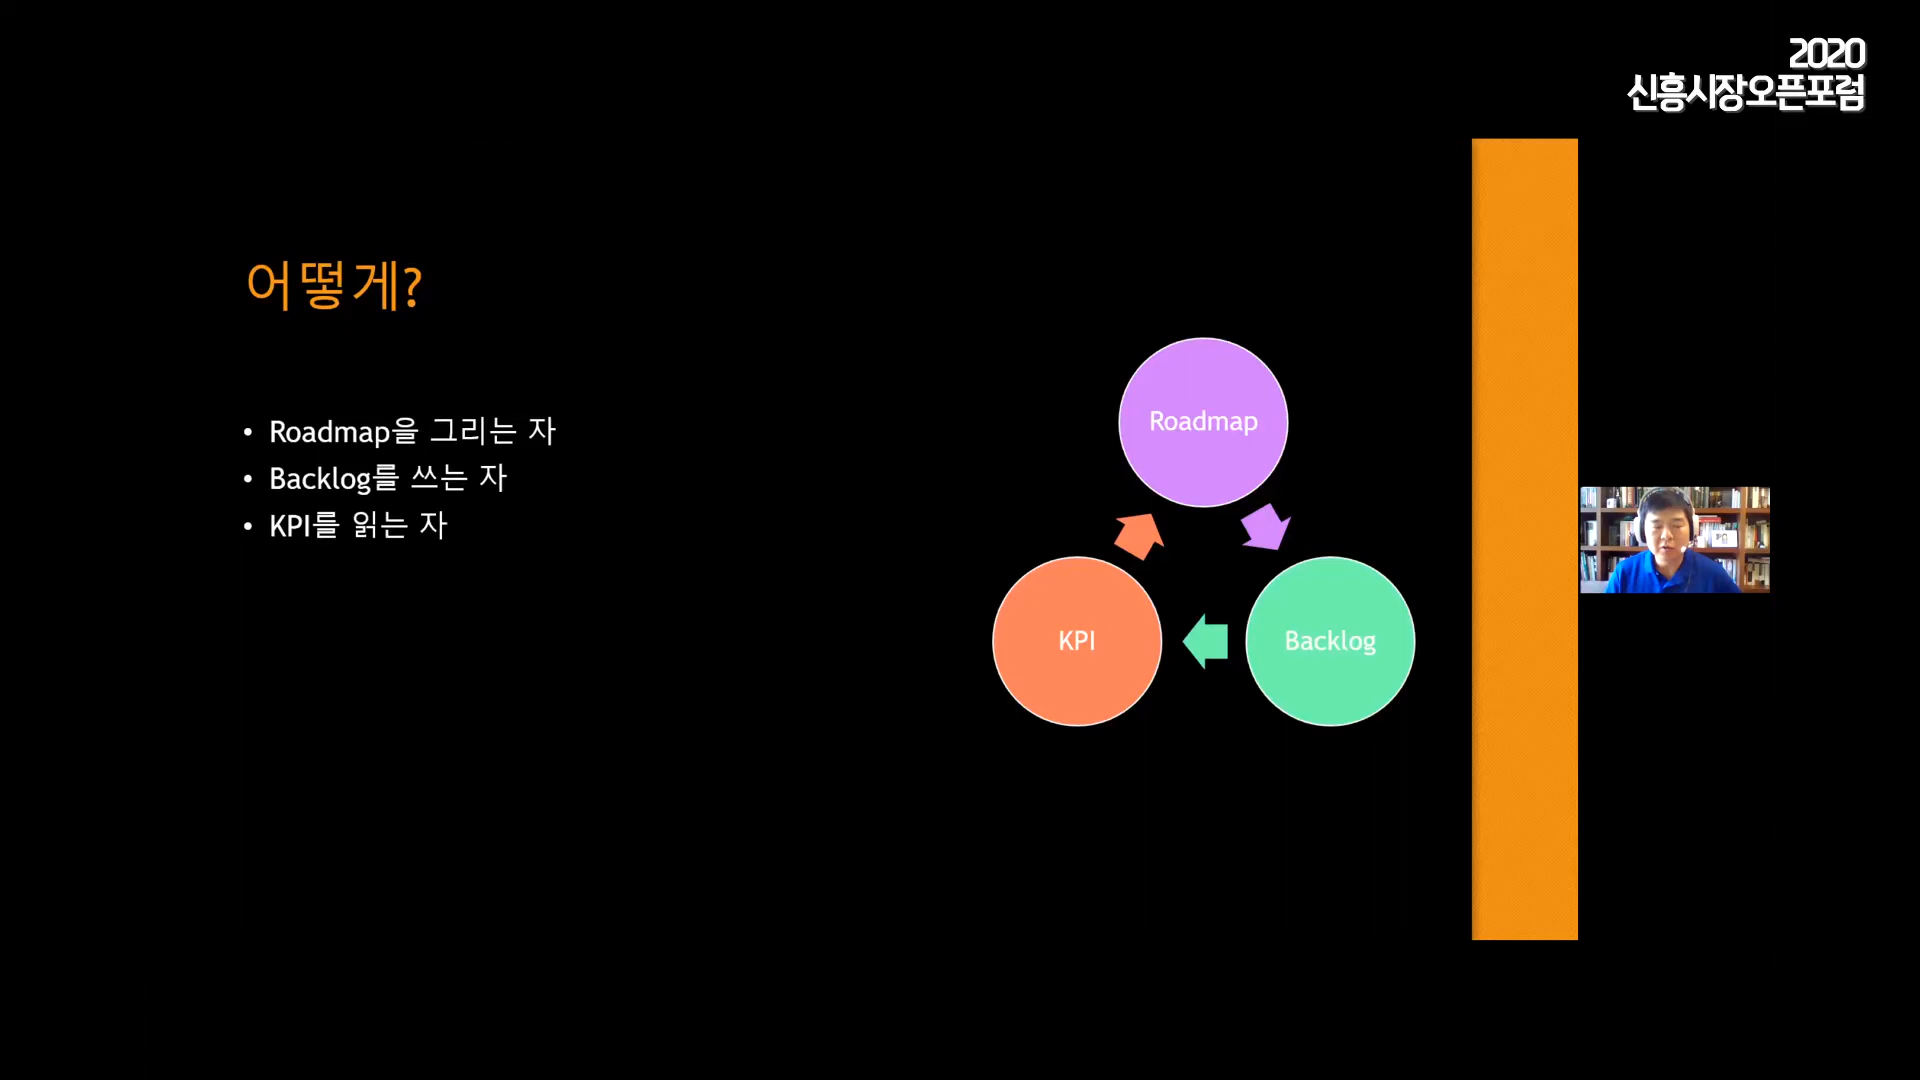 2020
신흥시장오픈포럼
어떻게?
• Roadmap을 그리는 자
• Backlog를 쓰는 자
• KPI를 읽는 자
Roadmap
KPI
Backlog